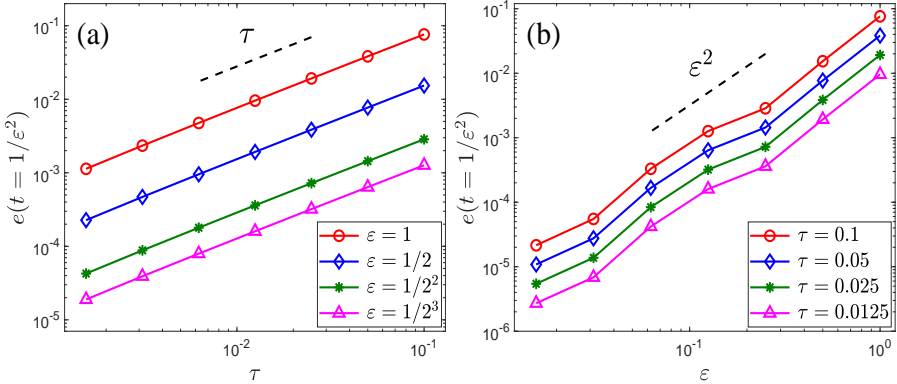 (a)
τ
10^-1
10^-2
10^-3
10^-4
10^-5
e(t = 1/ε^2)
ε = 1
ε = 1/2
ε = 1/2^2
ε = 1/2^3
10^-2
10^-1
τ
(b)
ε^2
10^-1
10^-2
10^-3
10^-4
10^-5
10^-6
e(t = 1/ε^2)
τ = 0.1
τ = 0.05
τ = 0.025
τ = 0.0125
10^-1
10^0
ε